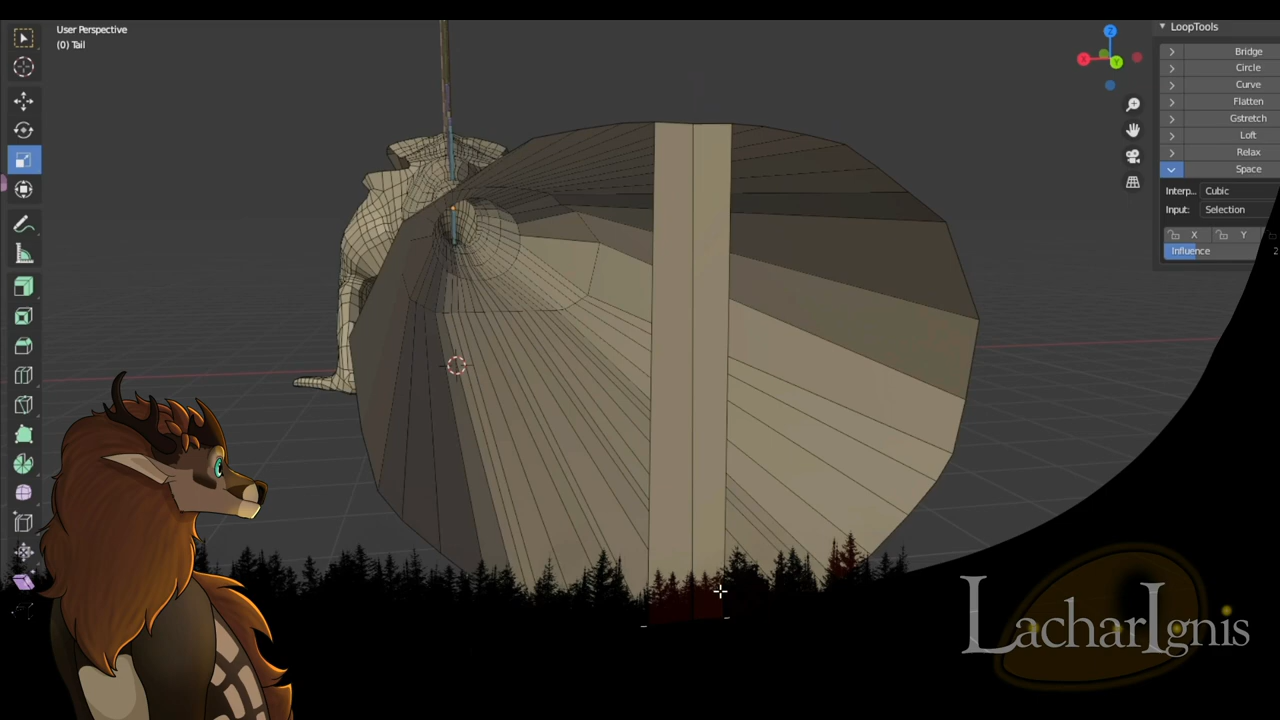 User Perspective
(0) Tail
LoopTools
Bridge
Circle
Curve
Flatten
Gstretch
Loft
Relax
Space
Interp... Cubic
Input: Selection
X Y
Influence 2
Z
X
Y
LacharIgnis